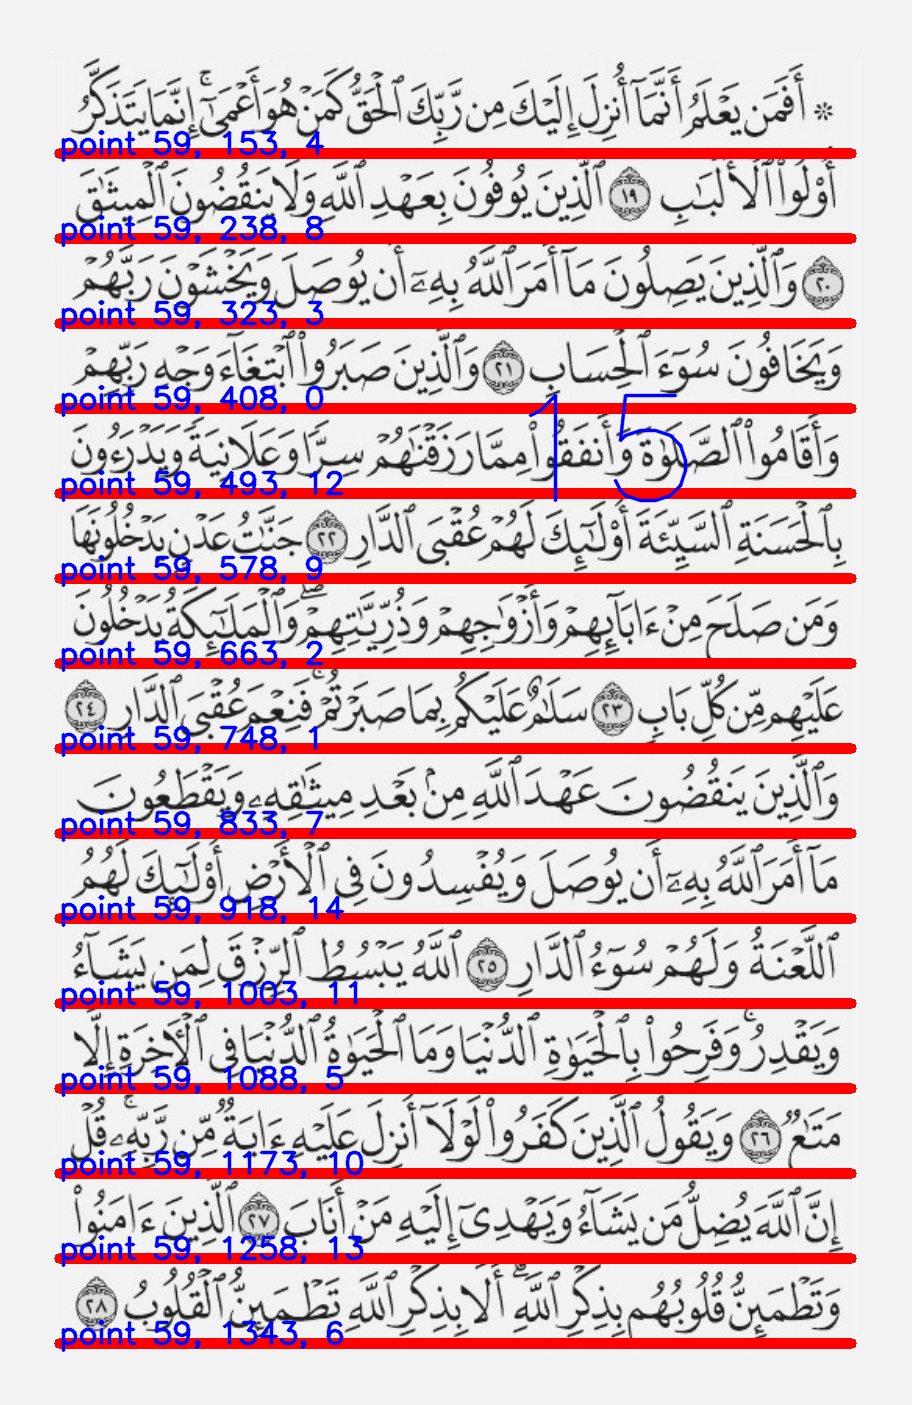 ۞ أَفَمَن يَعْلَمُ أَنَّمَآ أُنزِلَ إِلَيْكَ مِن رَّبِّكَ ٱلْحَقُّ كَمَنْ هُوَ أَعْمَىٰٓ ۚ إِنَّمَا يَتَذَكَّرُ
point 59, 153, 4
أُو۟لُوا۟ ٱلْأَلْبَـٰبِ ١٩ ٱلَّذِينَ يُوفُونَ بِعَهْدِ ٱللَّهِ وَلَا يَنقُضُونَ ٱلْمِيثَـٰقَ
point 59, 238, 8
٢٠ وَٱلَّذِينَ يَصِلُونَ مَآ أَمَرَ ٱللَّهُ بِهِۦٓ أَن يُوصَلَ وَيَخْشَوْنَ رَبَّهُمْ
point 59, 323, 3
وَيَخَافُونَ سُوٓءَ ٱلْحِسَابِ ٢١ وَٱلَّذِينَ صَبَرُوا۟ ٱبْتِغَآءَ وَجْهِ رَبِّهِمْ
point 59, 408, 0
15
وَأَقَامُوا۟ ٱلصَّلَوٰةَ وَأَنفَقُوا۟ مِمَّا رَزَقْنَـٰهُمْ سِرًّا وَعَلَانِيَةً وَيَدْرَءُونَ
point 59, 493, 12
بِٱلْحَسَنَةِ ٱلسَّيِّئَةَ أُو۟لَـٰٓئِكَ لَهُمْ عُقْبَى ٱلدَّارِ ٢٢ جَنَّـٰتُ عَدْنٍ يَدْخُلُونَهَا
point 59, 578, 9
وَمَن صَلَحَ مِنْ ءَابَآئِهِمْ وَأَزْوَٰجِهِمْ وَذُرِّيَّـٰتِهِمْ ۖ وَٱلْمَلَـٰٓئِكَةُ يَدْخُلُونَ
point 59, 663, 2
عَلَيْهِم مِّن كُلِّ بَابٍ ٢٣ سَلَـٰمٌ عَلَيْكُم بِمَا صَبَرْتُمْ ۚ فَنِعْمَ عُقْبَى ٱلدَّارِ ٢٤
point 59, 748, 1
وَٱلَّذِينَ يَنقُضُونَ عَهْدَ ٱللَّهِ مِنۢ بَعْدِ مِيثَـٰقِهِۦ وَيَقْطَعُونَ
point 59, 833, 7
مَآ أَمَرَ ٱللَّهُ بِهِۦٓ أَن يُوصَلَ وَيُفْسِدُونَ فِى ٱلْأَرْضِ أُو۟لَـٰٓئِكَ لَهُمُ
point 59, 918, 14
ٱللَّعْنَةُ وَلَهُمْ سُوٓءُ ٱلدَّارِ ٢٥ ٱللَّهُ يَبْسُطُ ٱلرِّزْقَ لِمَن يَشَآءُ
point 59, 1003, 11
وَيَقْدِرُ ۚ وَفَرِحُوا۟ بِٱلْحَيَوٰةِ ٱلدُّنْيَا وَمَا ٱلْحَيَوٰةُ ٱلدُّنْيَا فِى ٱلْـَٔاخِرَةِ إِلَّا
point 59, 1088, 5
مَتَـٰعٌ ٢٦ وَيَقُولُ ٱلَّذِينَ كَفَرُوا۟ لَوْلَآ أُنزِلَ عَلَيْهِ ءَايَةٌ مِّن رَّبِّهِۦ ۗ قُلْ
point 59, 1173, 10
إِنَّ ٱللَّهَ يُضِلُّ مَن يَشَآءُ وَيَهْدِىٓ إِلَيْهِ مَنْ أَنَابَ ٢٧ ٱلَّذِينَ ءَامَنُوا۟
point 59, 1258, 13
وَتَطْمَئِنُّ قُلُوبُهُم بِذِكْرِ ٱللَّهِ ۗ أَلَا بِذِكْرِ ٱللَّهِ تَطْمَئِنُّ ٱلْقُلُوبُ ٢٨
point 59, 1343, 6